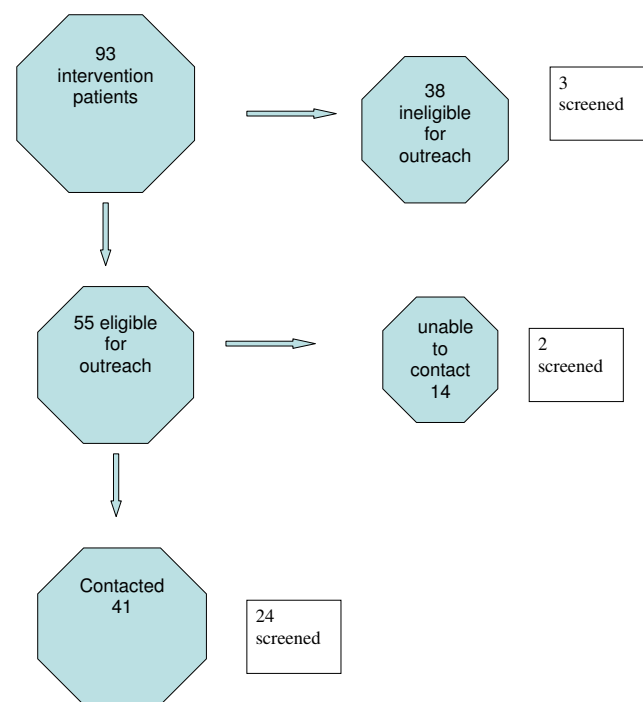 93
intervention
patients
38
ineligible
for
outreach
3
screened
55 eligible
for
outreach
unable
to
contact
14
2
screened
Contacted
41
24
screened